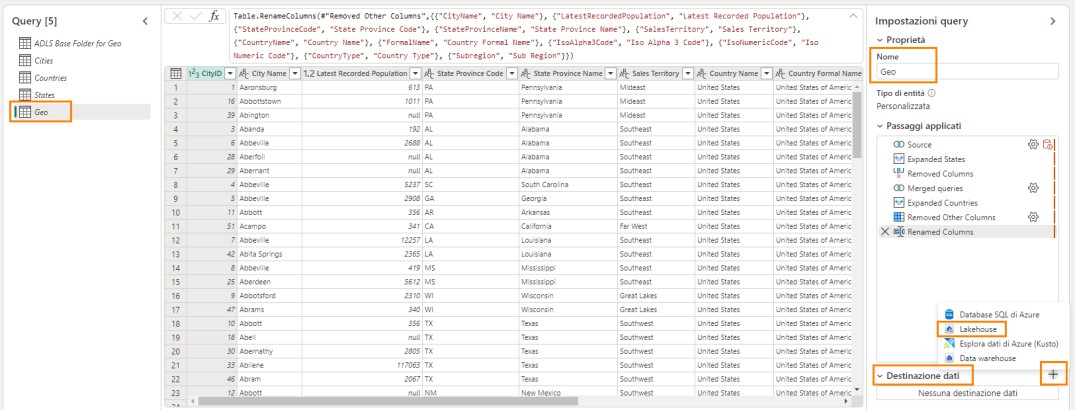 Query [5]
ADLS Base Folder for Geo
Cities
Countries
States
Geo
fx
Table.RenameColumns(#"Removed Other Columns",{{"CityName", "City Name"}, {"LatestRecordedPopulation", "Latest Recorded Population"},
{"StateProvinceCode", "State Province Code"}, {"StateProvinceName", "State Province Name"}, {"SalesTerritory", "Sales Territory"},
{"CountryName", "Country Name"}, {"FormalName", "Country Formal Name"}, {"IsoAlpha3Code", "Iso Alpha 3 Code"}, {"IsoNumericCode", "Iso
Numeric Code"}, {"CountryType", "Country Type"}, {"Subregion", "Sub Region"}})
1²3 CityID ABC City Name 1.2 Latest Recorded Population ABC State Province Code ABC State Province Name ABC Sales Territory ABC Country Name ABC Country Formal Name
1 1 Aaronsburg 613 PA Pennsylvania Mideast United States United States of Americ
2 16 Abbottstown 1011 PA Pennsylvania Mideast United States United States of Americ
3 39 Abington null PA Pennsylvania Mideast United States United States of Americ
4 3 Abanda 192 AL Alabama Southeast United States United States of Americ
5 6 Abbeville 2688 AL Alabama Southeast United States United States of Americ
6 28 Aberfoil null AL Alabama Southeast United States United States of Americ
7 29 Abernant null AL Alabama Southeast United States United States of Americ
8 4 Abbeville 5237 SC South Carolina Southeast United States United States of Americ
9 5 Abbeville 2908 GA Georgia Southeast United States United States of Americ
10 11 Abbott 356 AR Arkansas Southeast United States United States of Americ
11 51 Acampo 341 CA California Far West United States United States of Americ
12 7 Abbeville 12257 LA Louisiana Southeast United States United States of Americ
13 42 Abita Springs 2365 LA Louisiana Southeast United States United States of Americ
14 8 Abbeville 419 MS Mississippi Southeast United States United States of Americ
15 25 Aberdeen 5612 MS Mississippi Southeast United States United States of Americ
16 9 Abbotsford 2310 WI Wisconsin Great Lakes United States United States of Americ
17 47 Abrams 340 WI Wisconsin Great Lakes United States United States of Americ
18 10 Abbott 356 TX Texas Southwest United States United States of Americ
19 18 Abell null TX Texas Southwest United States United States of Americ
20 30 Abernathy 2805 TX Texas Southwest United States United States of Americ
21 33 Abilene 117063 TX Texas Southwest United States United States of Americ
22 46 Abram 2067 TX Texas Southwest United States United States of Americ
23 12 Abbott null NM New Mexico Southwest United States United States of Americ
24
Impostazioni query
Proprietà
Nome
Geo
Tipo di entità
Personalizzata
Passaggi applicati
Source
Expanded States
Removed Columns
Merged queries
Expanded Countries
Removed Other Columns
Renamed Columns
Database SQL di Azure
Lakehouse
Esplora dati di Azure (Kusto)
Data warehouse
Destinazione dati
Nessuna destinazione dati